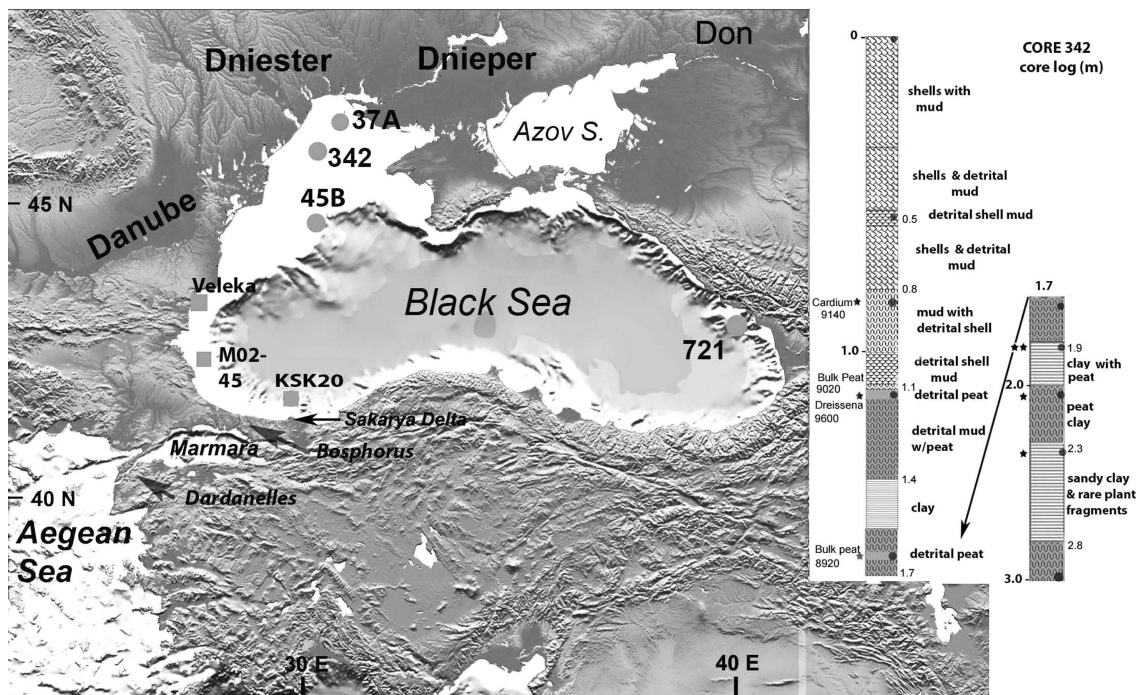 Dniester
Dnieper
Don
37A
Azov S.
342
45 N
45B
Danube
Veleka
Black Sea
M02-
45
721
KSK20
Sakarya Delta
Marmara
Bosphorus
40 N
Dardanelles
Aegean
Sea
30 E
40 E
CORE 342
core log (m)
0
shells with
mud
shells & detrital
mud
0.5
detrital shell mud
shells & detrital
mud
0.8
Cardium
9140
mud with
detrital shell
1.0
detrital shell
mud
Bulk Peat
9020
1.1
detrital peat
Dreissena
9600
detrital mud
w/peat
1.4
clay
Bulk peat
8920
detrital peat
1.7
1.7
1.9
clay with
peat
2.0
peat
clay
2.3
sandy clay
& rare plant
fragments
2.8
3.0